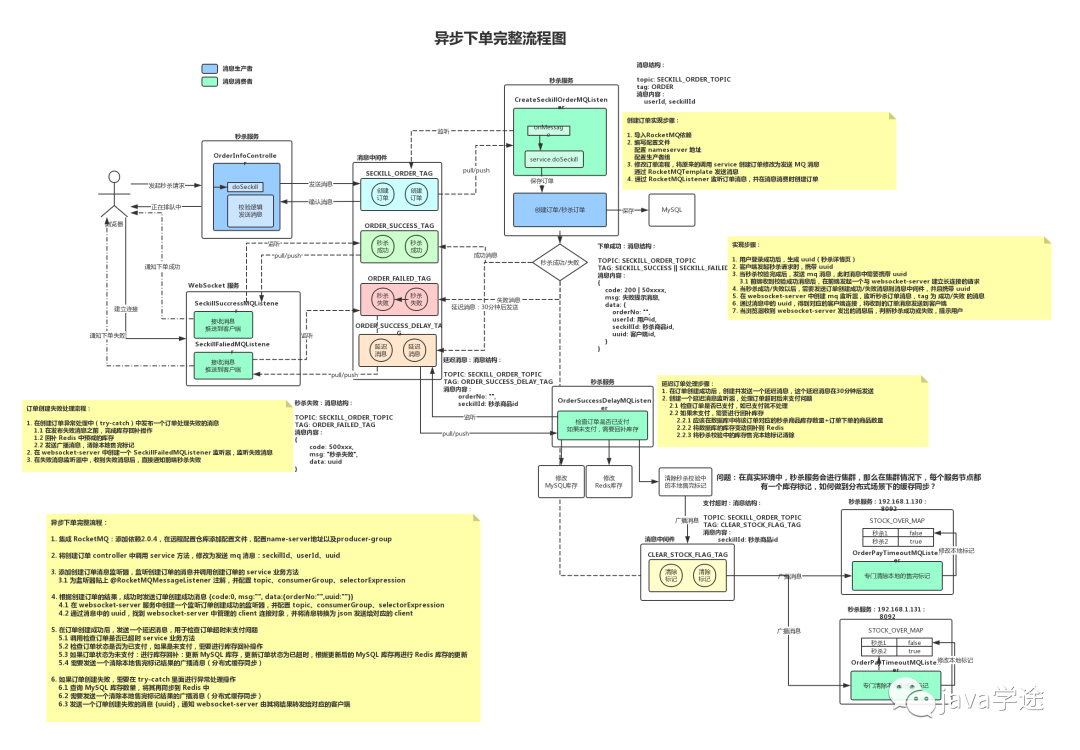 异步下单完整流程图
消息生产者
消息消费者
秒杀服务
OrderInfoControlle
doSeckill
校验逻辑
发送消息
发起秒杀请求
正在排队中
浏览器
通知下单成功
建立连接
通知下单失败
发送消息
确认消息
监听
pull/push
WebSocket 服务
SeckillSuccessMQListene
接收消息
推送到客户端
SeckillFaliedMQListene
接收消息
推送到客户端
监听
pull/push
消息中间件
SECKILL_ORDER_TAG
创建
订单
创建
订单
ORDER_SUCCESS_TAG
秒杀
成功
秒杀
成功
ORDER_FAILED_TAG
秒杀
失败
秒杀
失败
ORDER_SUCCESS_DELAY_TA
G
延迟
消息
延迟
消息
监听
pull/push
秒杀服务
CreateSeckillOrderMQListen
er
onMessag
e
service.doSeckill
保存订单
创建订单/秒杀订单
保存
MySQL
秒杀成功/失败
成功消息
失败消息
延迟消息:30分钟后发送
消息结构:
topic: SECKILL_ORDER_TOPIC
tag: ORDER
消息内容:
userId, seckillId
创建订单实现步骤:
1. 导入RocketMQ依赖
2. 编写配置文件
配置 nameserver 地址
配置生产者组
3. 修改订单流程,将原来的调用 service 创建订单修改为发送 MQ 消息
通过 RocketMQTemplate 发送消息
4. 通过 RocketMQListener 监听订单消息,并在消息消费时创建订单
下单成功:消息结构:
TOPIC: SECKILL_ORDER_TOPIC
TAG: SECKILL_SUCCESS || SECKILL_FAILED
消息内容:
{
code: 200 | 50xxxx,
msg: 失败提示消息,
data: {
orderNo: "",
userId: 用户id,
seckillId: 秒杀商品id,
uuid: 客户端id,
}
}
实现步骤:
1. 用户登录成功后,生成 uuid(秒杀详情页)
2. 客户端发起秒杀请求时,携带 uuid
3. 当秒杀校验完成后,发送 mq 消息,此时消息中需要携带 uuid
3.1 前端收到校验成功消息后,在前端发起一个与 websocket-server 建立长连接的请求
4. 当秒杀成功/失败以后,需要发送订单创建成功/失败消息到消息中间件,并且携带 uuid
5. 在 websocket-server 中创建 mq 监听器,监听秒杀订单消息,tag 为 成功/失败 的消息
6. 通过消息中的 uuid,得到对应的客户端连接,将收到的订单消息发送到客户端
7. 当浏览器收到 websocket-server 发出的消息后,判断秒杀成功或失败,提示用户
延迟消息:消息结构:
TOPIC: SECKILL_ORDER_TOPIC
TAG: ORDER_SUCCESS_DELAY_TAG
消息内容:
orderNo: "",
seckillId: 秒杀商品id
监听
pull/push
秒杀服务
OrderSuccessDelayMQListen
er
检查订单是否已支付
如果未支付,需要回补库存
延迟订单处理步骤:
1. 在订单创建成功后,创建并发送一个延迟消息,这个延迟消息在30分钟后发送
2. 创建一个延迟消息监听器,处理订单超时后未支付问题
2.1 检查订单是否已支付,如已支付就不处理
2.2 如果未支付,需要进行回补库存
2.2.1 应该在数据库中将该订单对应的秒杀商品库存数量+订单下单的商品数量
2.2.2 将数据库的库存变动回补到 Redis
2.2.3 将秒杀校验中的库存售完本地标记清除
订单创建失败处理流程:
1. 在创建订单异常处理中(try-catch)中发布一个订单处理失败的消息
1.1 在发布失败消息之前,完成库存回补操作
1.2 回补 Redis 中预减的库存
2.2 发送广播消息,清除本地售完标记
2. 在 websocket-server 中创建一个 SeckillFailedMQListener 监听器,监听失败消息
3. 在失败消息监听器中,收到失败消息后,直接通知前端秒杀失败
秒杀失败:消息结构:
TOPIC: SECKILL_ORDER_TOPIC
TAG: ORDER_FAILED_TAG
消息内容:
{
code: 500xxx,
msg: "秒杀失败",
data: uuid
}
修改
MySQL库存
修改
Redis库存
清除秒杀校验中
的本地售完标记
问题:在真实环境中,秒杀服务会进行集群,那么在集群情况下,每个服务节点都
有一个库存标记,如何做到分布式场景下的缓存同步?
支付超时:消息结构:
TOPIC: SECKILL_ORDER_TOPIC
TAG: CLEAR_STOCK_FLAG_TAG
消息内容:
seckillId: 秒杀商品id
广播消息
消息中间件
CLEAR_STOCK_FLAG_TAG
清除
标记
清除
标记
广播消息
广播消息
秒杀服务:192.168.1.130:
8092
STOCK_OVER_MAP
秒杀1 false
秒杀2 true
OrderPayTimeoutMQListe
er
修改本地标记
专门清除本地的售完标记
秒杀服务:192.168.1.131:
8092
STOCK_OVER_MAP
秒杀1 false
秒杀2 true
OrderPayTimeoutMQListe
er
修改本地标记
专门清除本地的售完标记
异步下单完整流程:
1. 集成 RocketMQ:添加依赖2.0.4,在远程配置仓库添加配置文件,配置name-server地址以及producer-group
2. 将创建订单 controller 中调用 service 方法,修改为发送 mq 消息:seckillId、userId、uuid
3. 添加创建订单消息监听器,监听创建订单的消息并调用创建订单的 service 业务方法
3.1 为监听器贴上 @RocketMQMessageListener 注解,并配置 topic、consumerGroup、selectorExpression
4. 根据创建订单的结果,成功时发送订单创建成功消息 {code:0, msg:"", data:{orderNo:"",uuid:""}}
4.1 在 websocket-server 服务中创建一个监听订单创建成功的监听器,并配置 topic、consumerGroup、selectorExpression
4.2 通过消息中的 uuid,找到 websocket-server 中管理的 client 连接对象,并将消息转换为 json 发送给对应的 client
5. 在订单创建成功后,发送一个延迟消息,用于检查订单超时未支付问题
5.1 调用检查订单是否已超时 service 业务方法
5.2 检查订单状态是否为已支付,如果是未支付,需要进行库存回补操作
5.3 如果订单状态为未支付:进行库存回补:更新 MySQL 库存,更新订单状态为已超时,根据更新后的 MySQL 库存再进行 Redis 库存的更新
5.4 需要发送一个清除本地售完标记结果的广播消息(分布式缓存同步)
6. 如果订单创建失败,需要在 try-catch 里面进行异常处理操作
6.1 查询 MySQL 库存数量,将其再同步到 Redis 中
6.2 需要发送一个清除本地售完标记结果的广播消息(分布式缓存同步)
6.3 发送一个订单创建失败的消息 {uuid},通知 websocket-server 由其将结果转发给对应的客户端
java学途